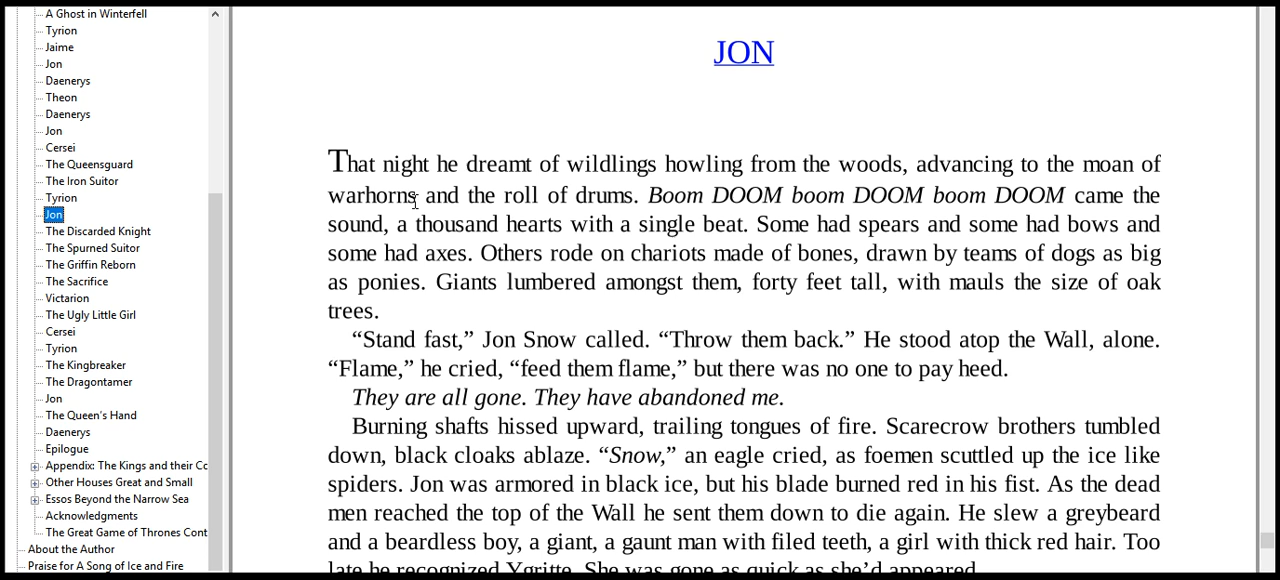 A Ghost in Winterfell
Tyrion
Jaime
Jon
Daenerys
Theon
Daenerys
Jon
Cersei
The Queensguard
The Iron Suitor
Tyrion
Jon
The Discarded Knight
The Spurned Suitor
The Griffin Reborn
The Sacrifice
Victarion
The Ugly Little Girl
Cersei
Tyrion
The Kingbreaker
The Dragontamer
Jon
The Queen's Hand
Daenerys
Epilogue
Appendix: The Kings and their Cc
Other Houses Great and Small
Essos Beyond the Narrow Sea
Acknowledgments
The Great Game of Thrones Cont
About the Author
Praise for A Song of Ice and Fire
JON
That night he dreamt of wildlings howling from the woods, advancing to the moan of
warhorns and the roll of drums. Boom DOOM boom DOOM boom DOOM came the
sound, a thousand hearts with a single beat. Some had spears and some had bows and
some had axes. Others rode on chariots made of bones, drawn by teams of dogs as big
as ponies. Giants lumbered amongst them, forty feet tall, with mauls the size of oak
trees.
“Stand fast,” Jon Snow called. “Throw them back.” He stood atop the Wall, alone.
“Flame,” he cried, “feed them flame,” but there was no one to pay heed.
They are all gone. They have abandoned me.
Burning shafts hissed upward, trailing tongues of fire. Scarecrow brothers tumbled
down, black cloaks ablaze. “Snow,” an eagle cried, as foemen scuttled up the ice like
spiders. Jon was armored in black ice, but his blade burned red in his fist. As the dead
men reached the top of the Wall he sent them down to die again. He slew a greybeard
and a beardless boy, a giant, a gaunt man with filed teeth, a girl with thick red hair. Too
late he recognized Ygritte. She was gone as quick as she’d appeared.